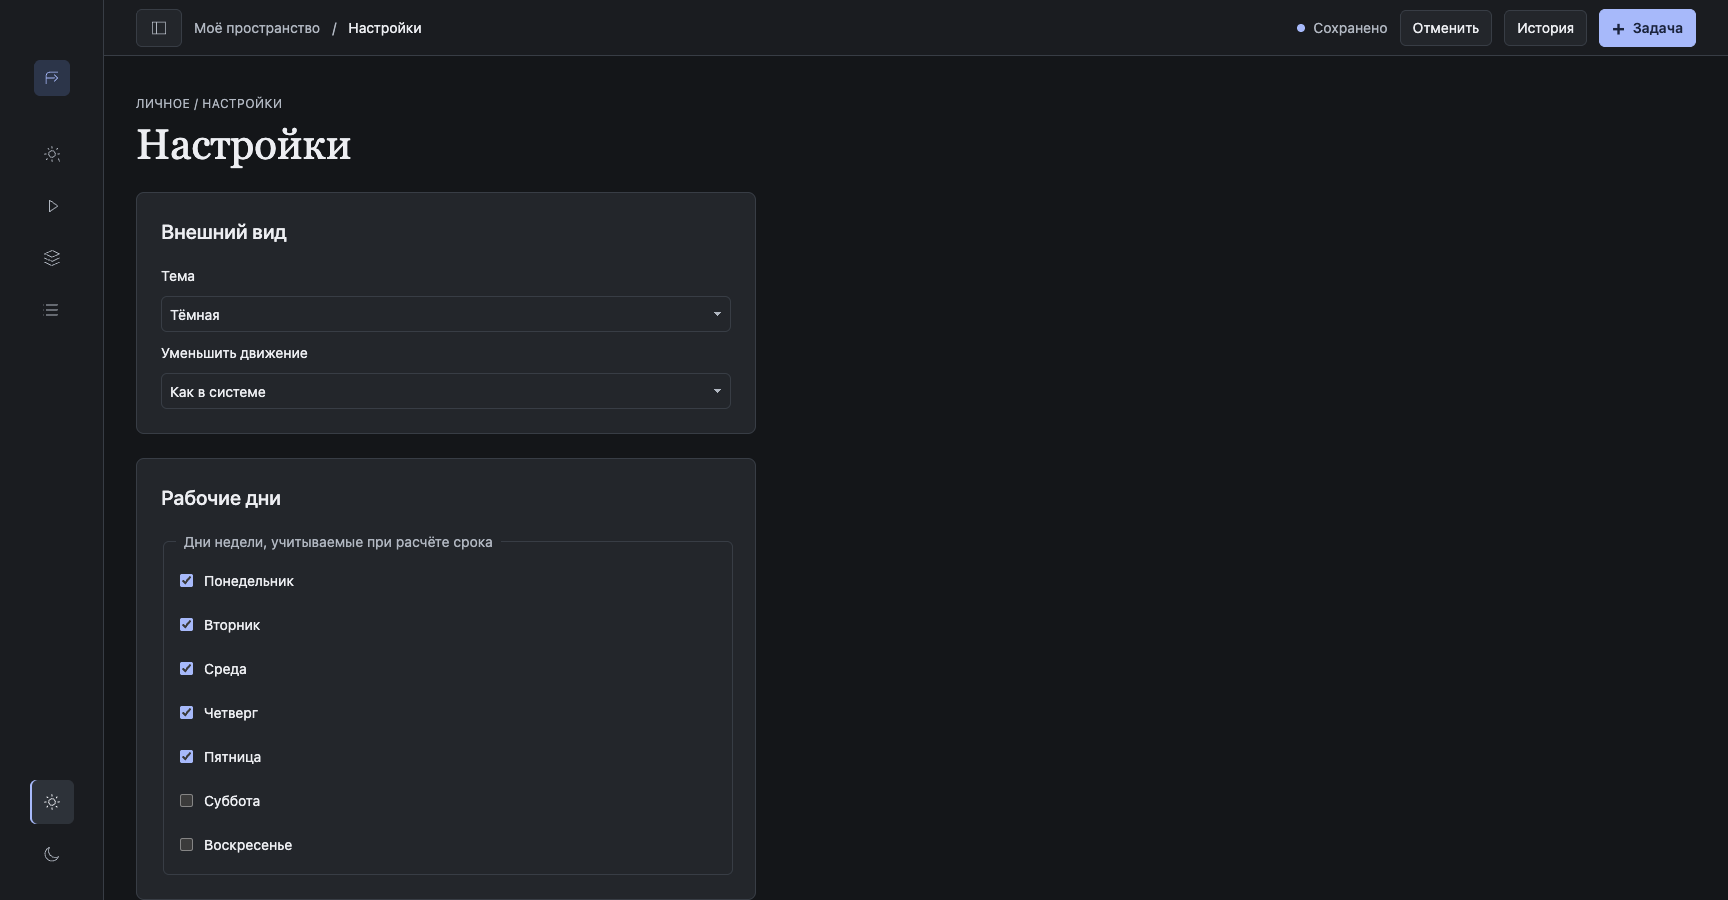 Моё пространство / Настройки
Сохранено
Отменить
История
+ Задача
ЛИЧНОЕ / НАСТРОЙКИ
Настройки
Внешний вид
Тема
Тёмная
Уменьшить движение
Как в системе
Рабочие дни
Дни недели, учитываемые при расчёте срока
Понедельник
Вторник
Среда
Четверг
Пятница
Суббота
Воскресенье